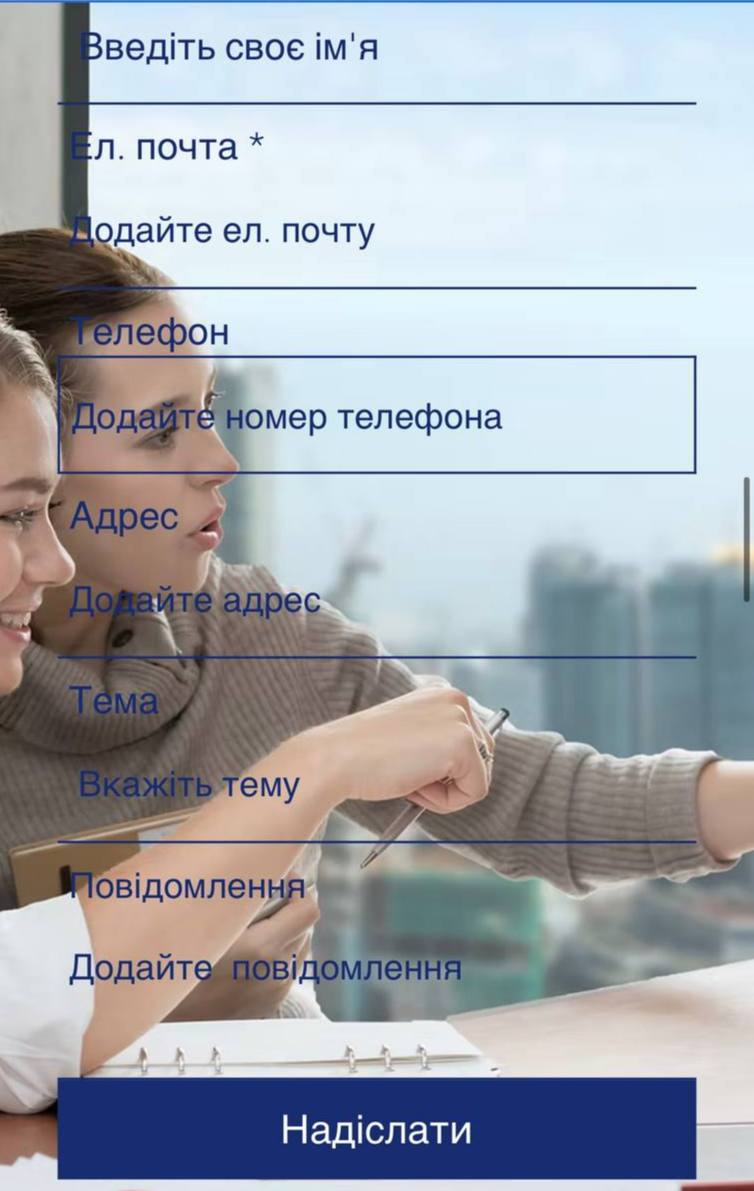 Введіть своє ім'я
Ел. почта *
Додайте ел. почту
Телефон
Додайте номер телефона
Адрес
Додайте адрес
Тема
Вкажіть тему
Повідомлення
Додайте повідомлення
Надіслати